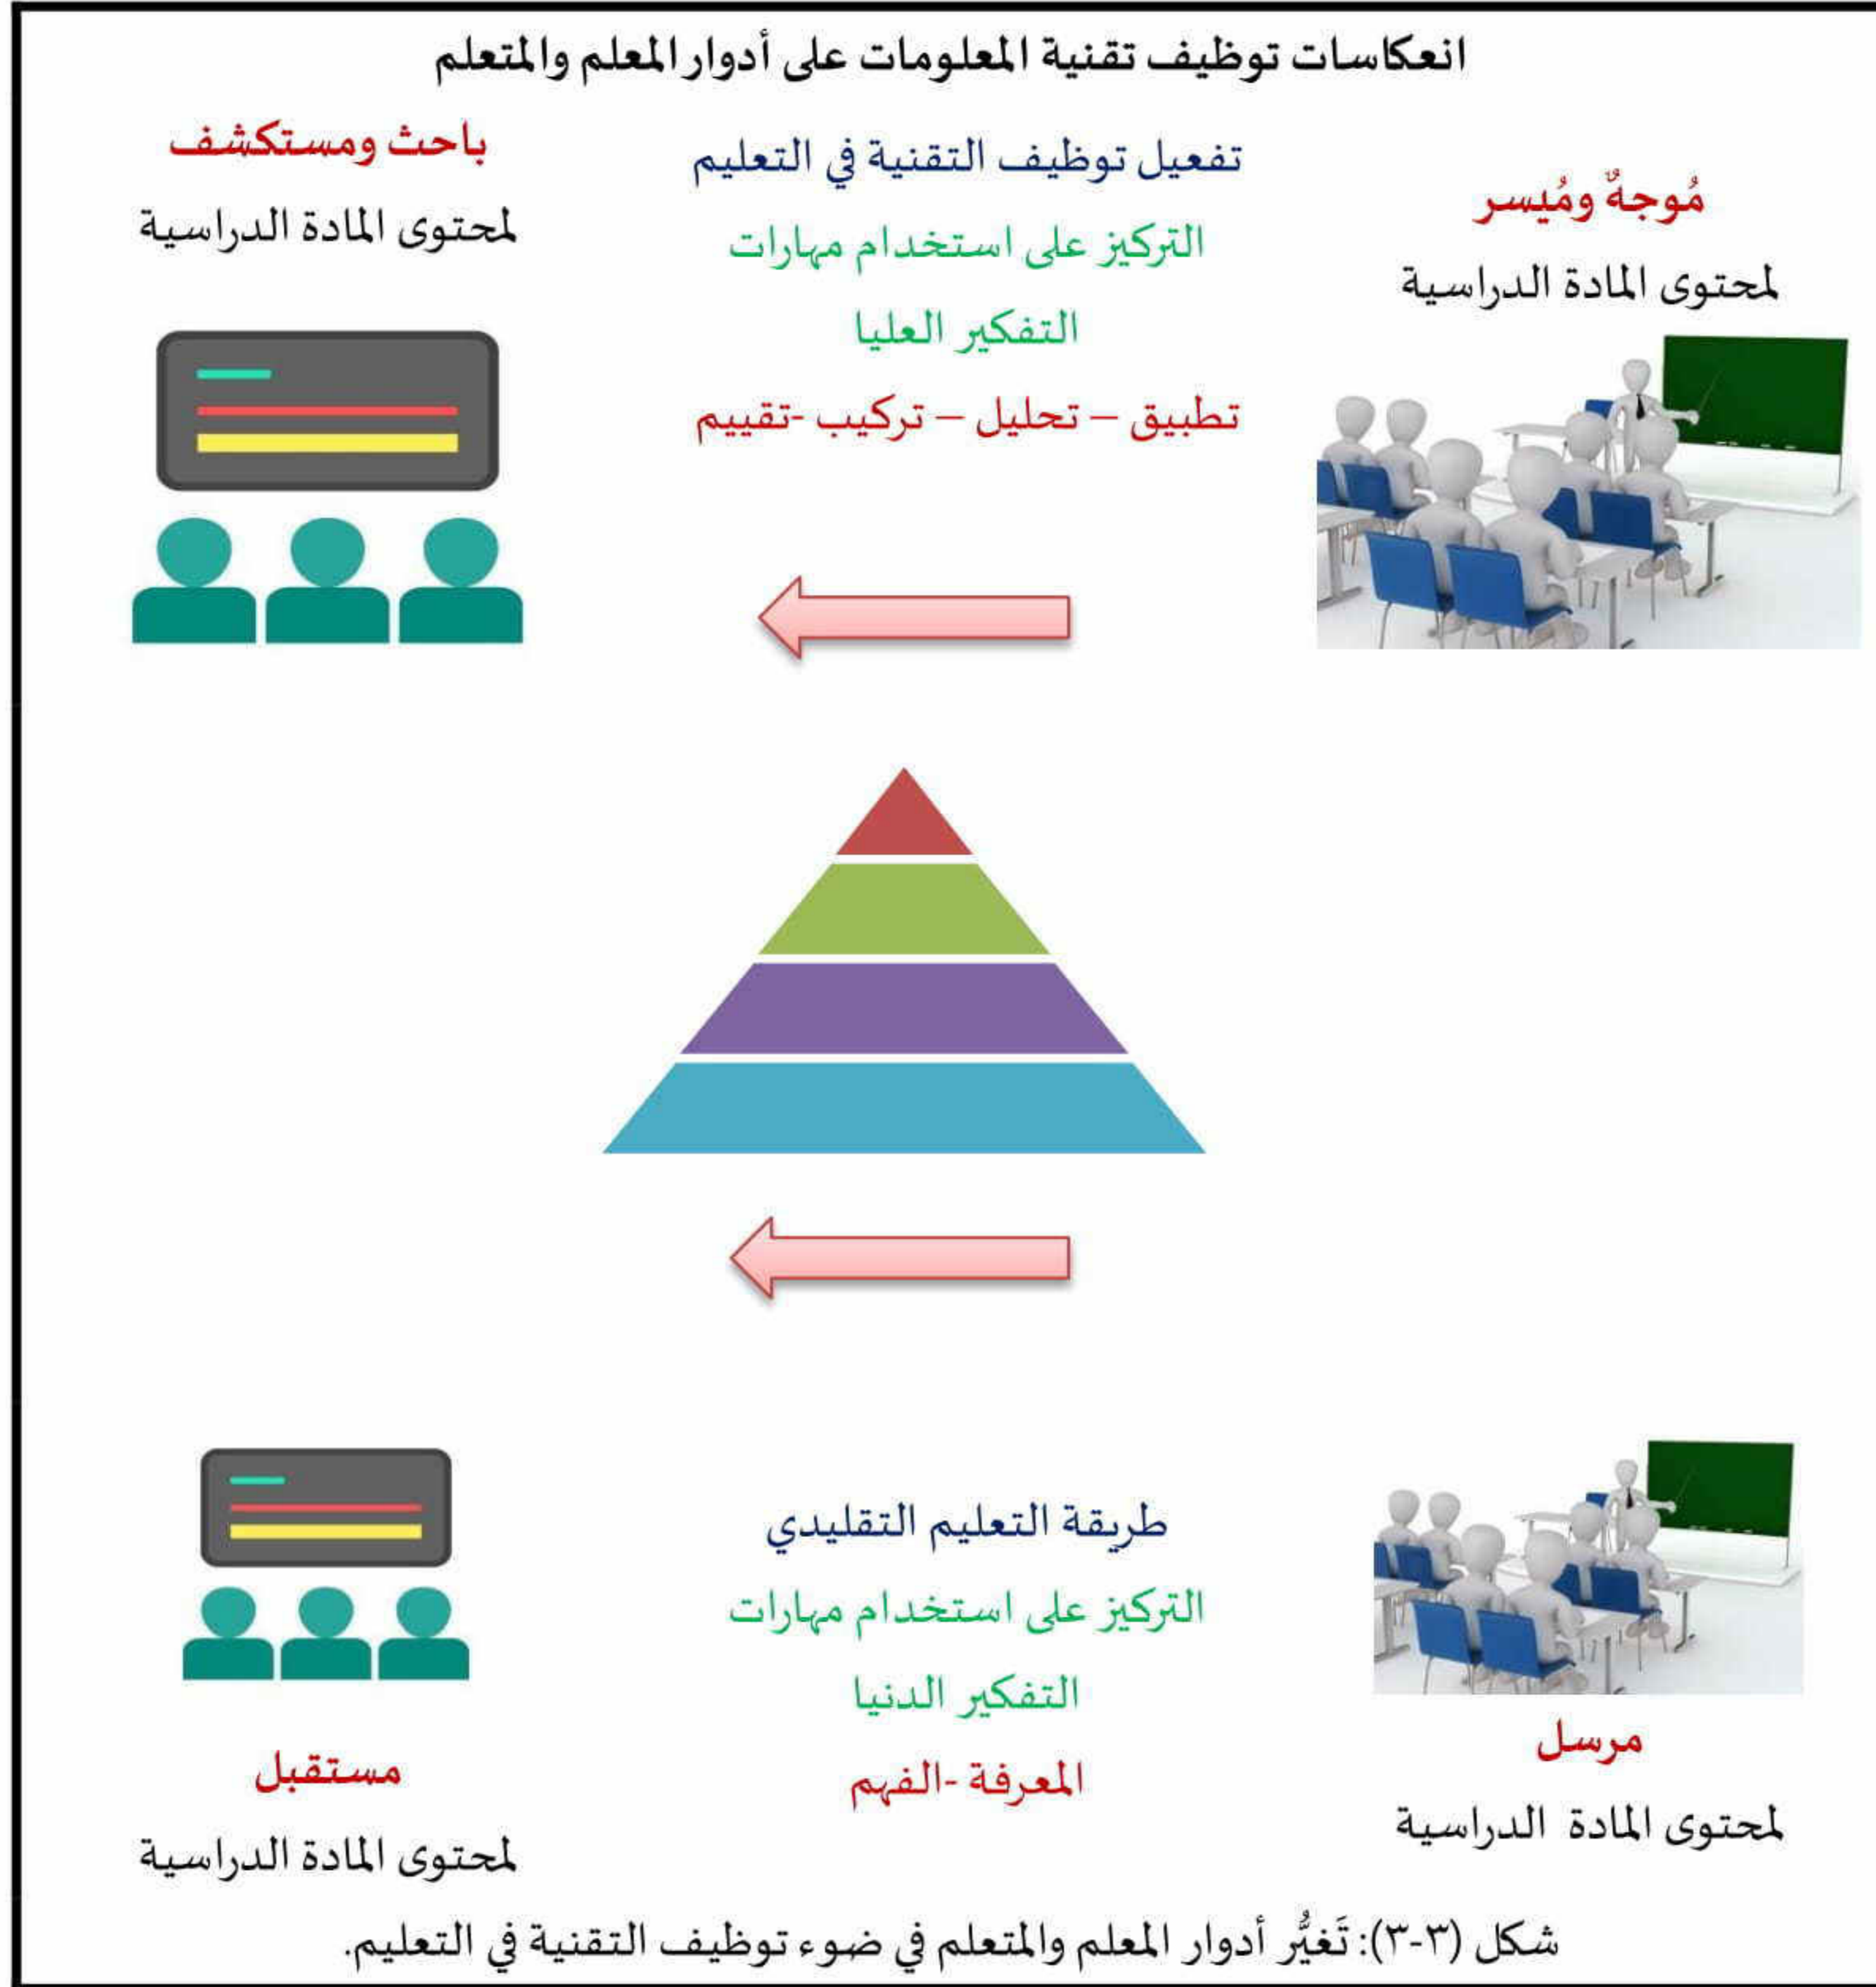 انعكاسات توظيف تقنية المعلومات على أدوار المعلم والمتعلم
مُوجهٌ ومُيسر
لمحتوى المادة الدراسية
تفعيل توظيف التقنية في التعليم
التركيز على استخدام مهارات
التفكير العليا
تطبيق – تحليل – تركيب -تقييم
باحث ومستكشف
لمحتوى المادة الدراسية
مرسل
لمحتوى المادة الدراسية
طريقة التعليم التقليدي
التركيز على استخدام مهارات
التفكير الدنيا
المعرفة -الفهم
مستقبل
لمحتوى المادة الدراسية
شكل (٣-٣): تَغيُّر أدوار المعلم والمتعلم في ضوء توظيف التقنية في التعليم.